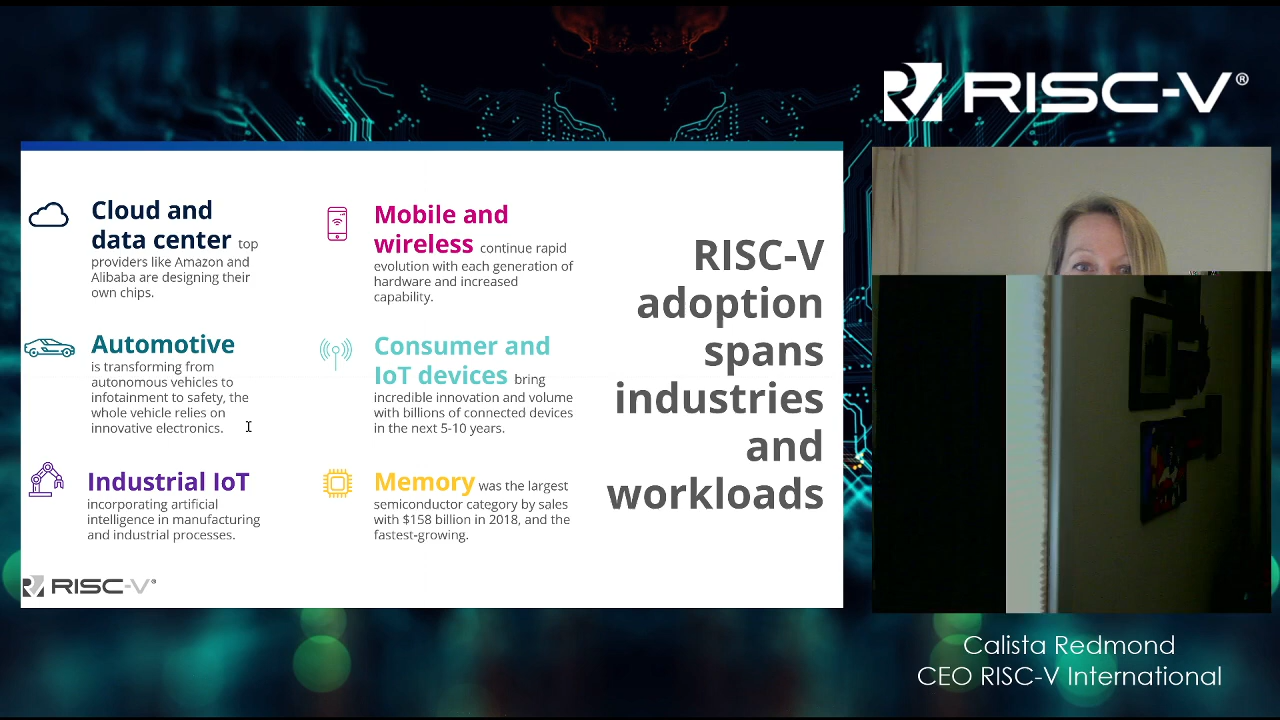 RISC-V®
Cloud and
data center top
providers like Amazon and
Alibaba are designing their
own chips.
Mobile and
wireless continue rapid
evolution with each generation of
hardware and increased
capability.
Automotive
is transforming from
autonomous vehicles to
infotainment to safety, the
whole vehicle relies on
innovative electronics.
Consumer and
IoT devices bring
incredible innovation and volume
with billions of connected devices
in the next 5-10 years.
Industrial IoT
incorporating artificial
intelligence in manufacturing
and industrial processes.
Memory was the largest
semiconductor category by sales
with $158 billion in 2018, and the
fastest-growing.
RISC-V
adoption
spans
industries
and
workloads
RISC-V®
Calista Redmond
CEO RISC-V International